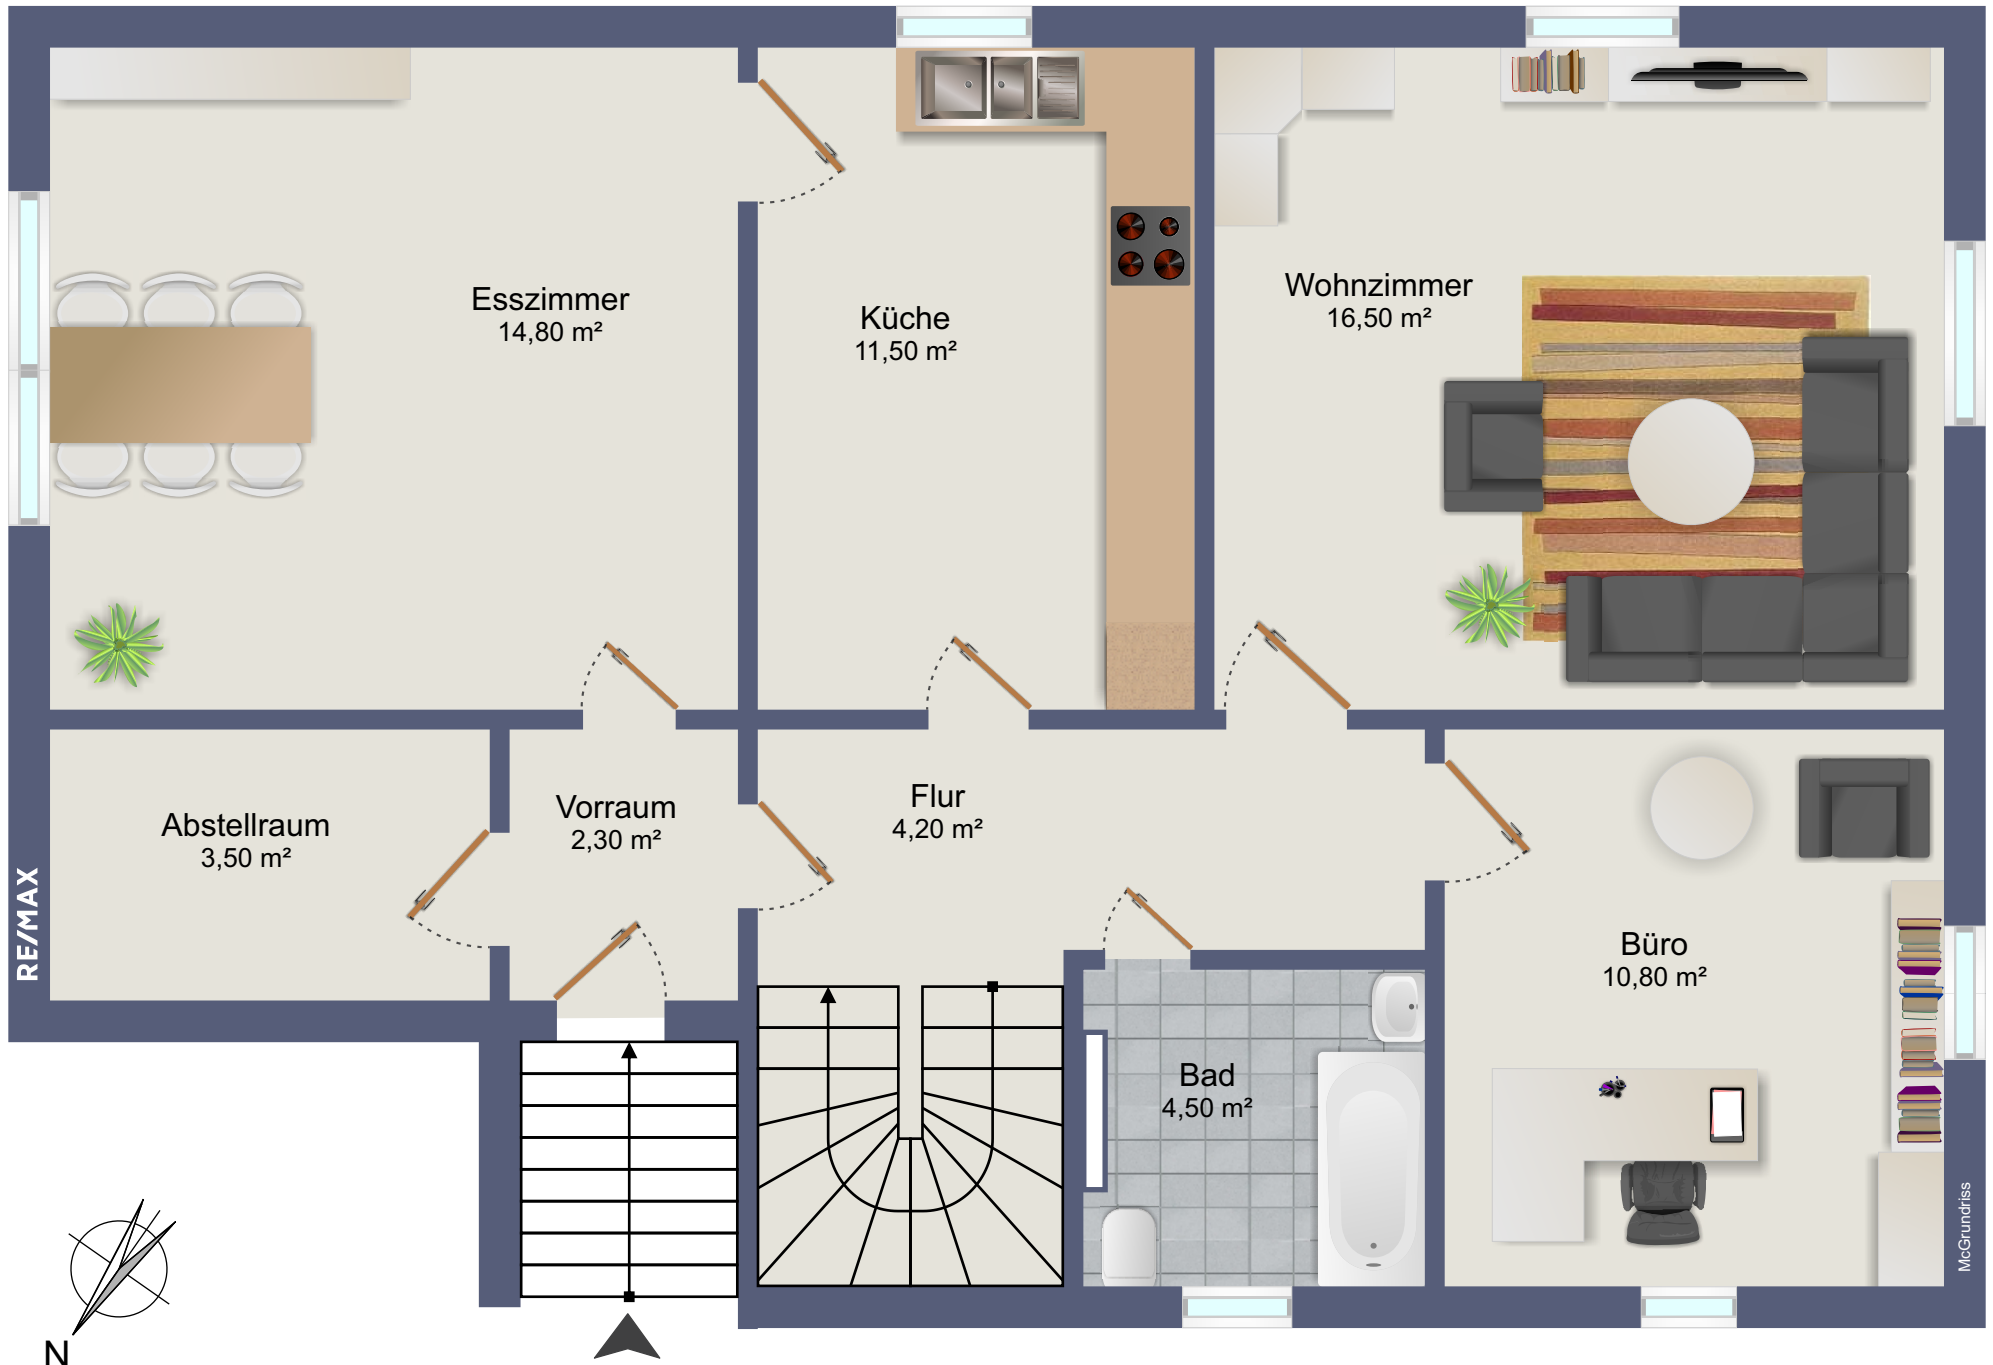 Esszimmer
14,80 m²
Küche
11,50 m²
Wohnzimmer
16,50 m²
Abstellraum
3,50 m²
Vorraum
2,30 m²
Flur
4,20 m²
Büro
10,80 m²
Bad
4,50 m²
RE/MAX
McGrundriss
N